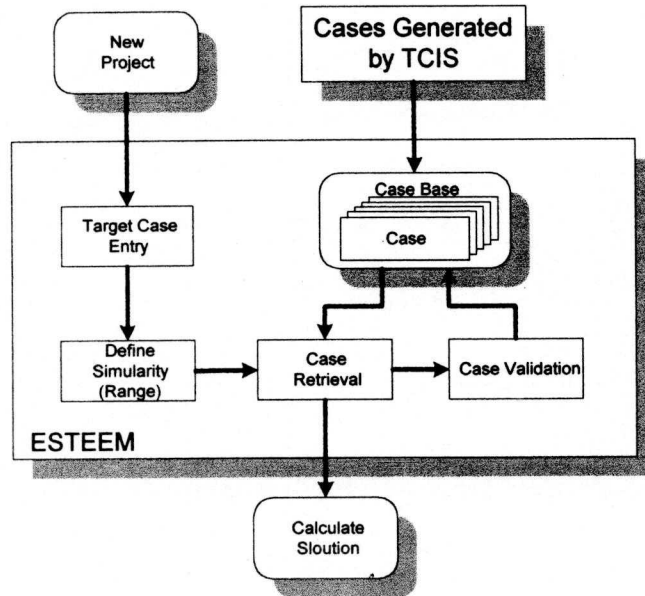 New
Project
Cases Generated
by TCIS
Case Base
Case
Target Case
Entry
Define
Simularity
(Range)
Case
Retrieval
Case Validation
ESTEEM
Calculate
Sloution